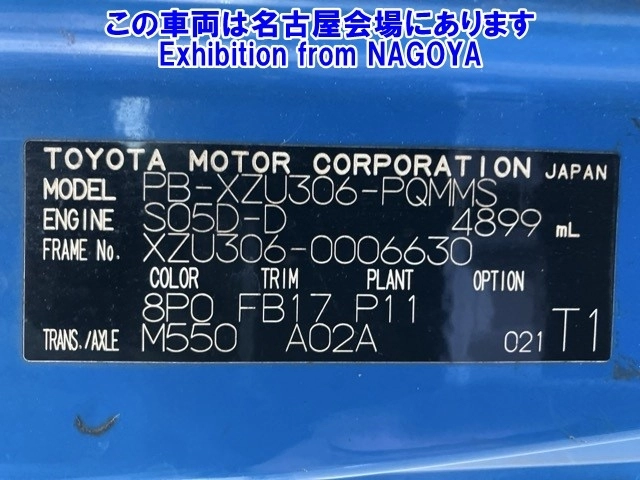 この車両は名古屋会場にあります
Exhibition from NAGOYA
TOYOTA MOTOR CORPORATION JAPAN
MODEL PB-XZU306-PQMMS
ENGINE S05D-D 4899 mL
FRAME No. XZU306-0006630
COLOR TRIM PLANT OPTION
8P0 FB17 P11
TRANS./AXLE M550 A02A 021 T1